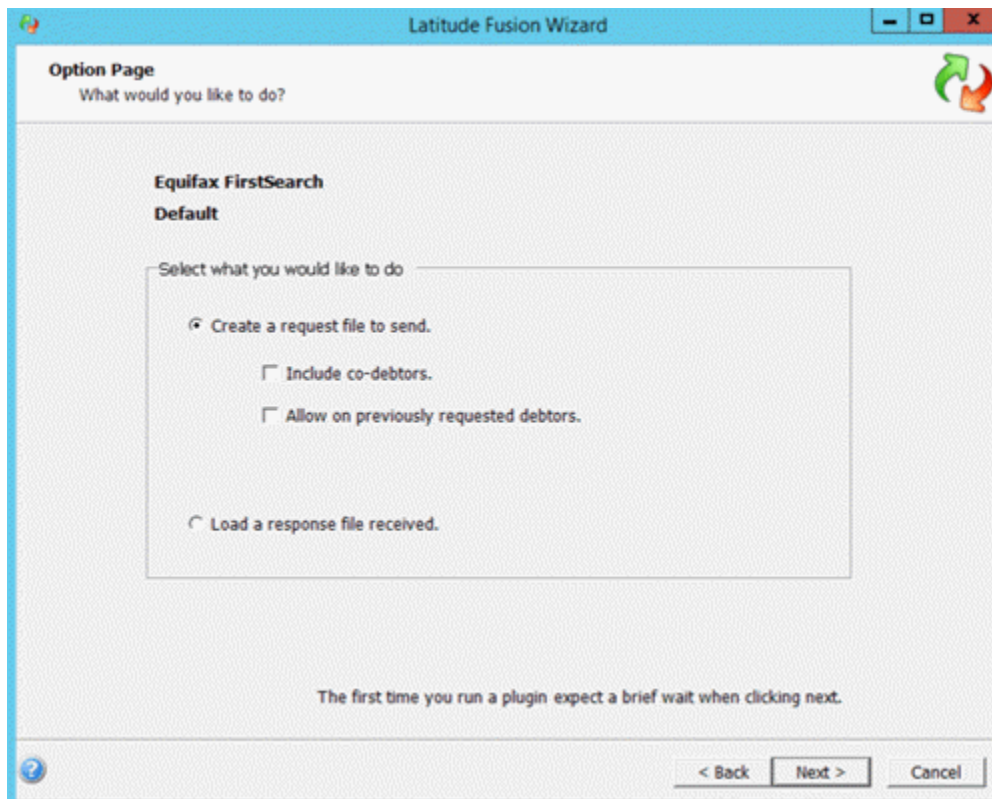 Latitude Fusion Wizard
Option Page
What would you like to do?
Equifax FirstSearch
Default
Select what you would like to do
Create a request file to send.
Include co-debtors.
Allow on previously requested debtors.
Load a response file received.
The first time you run a plugin expect a brief wait when clicking next.
< Back Next > Cancel